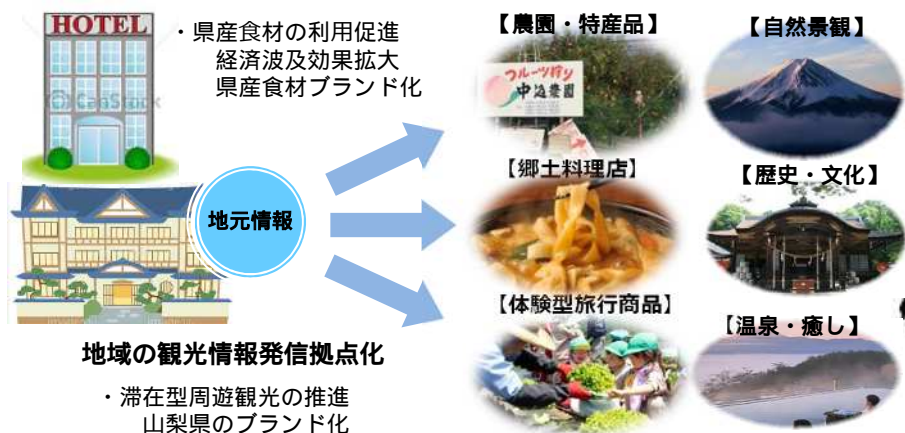 HOTEL
・県産食材の利用促進
経済波及効果拡大
県産食材ブランド化
CanStock
地元情報
地域の観光情報発信拠点化
・滞在型周遊観光の推進
山梨県のブランド化
【農園・特産品】
フルーツ狩り
【自然景観】
【郷土料理店】
【歴史・文化】
【体験型旅行商品】
【温泉・癒し】